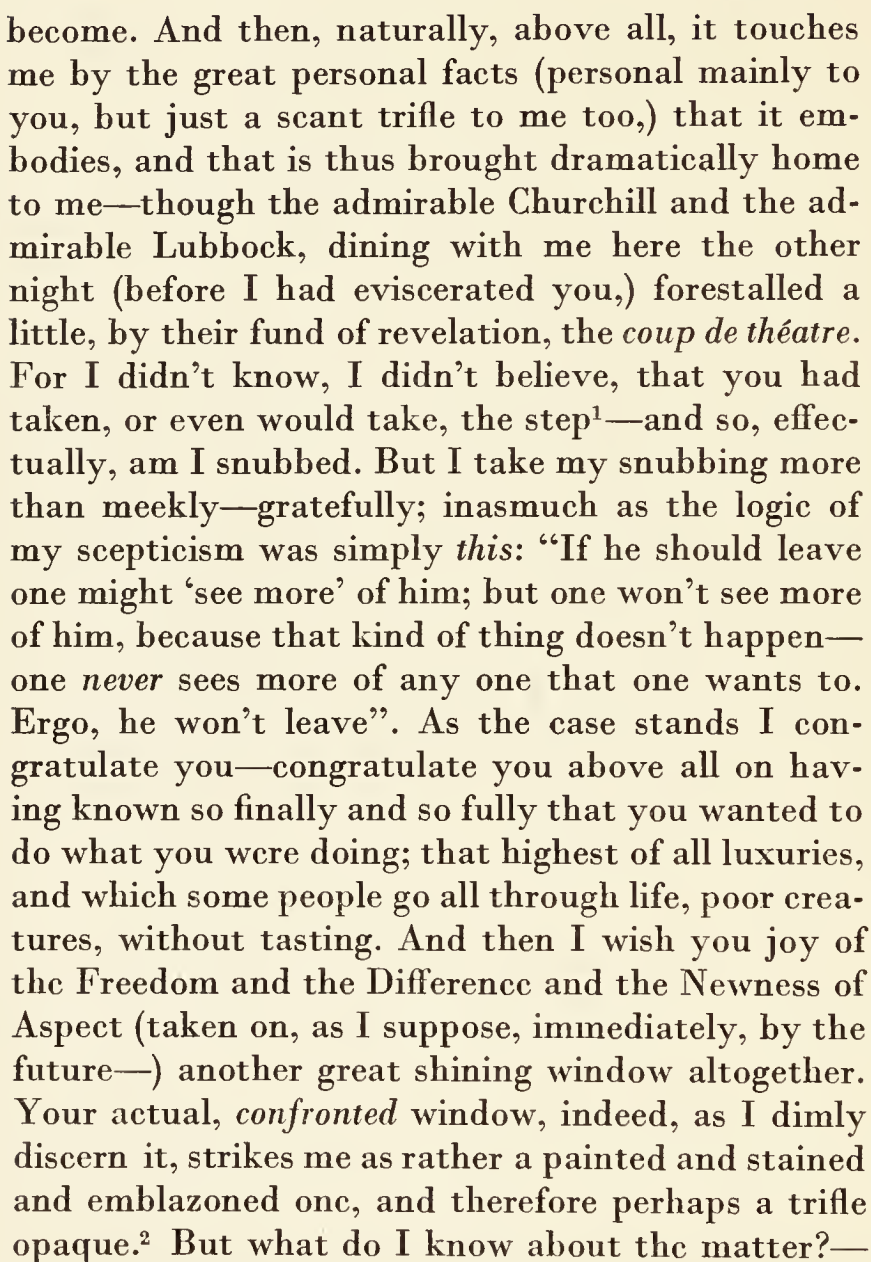 become. And then, naturally, above all, it touches
me by the great personal facts (personal mainly to
you, but just a scant trifle to me too,) that it em-
bodies, and that is thus brought dramatically home
to me—though the admirable Churchill and the ad-
mirable Lubbock, dining with me here the other
night (before I had eviscerated you,) forestalled a
little, by their fund of revelation, the coup de théatre.
For I didn't know, I didn't believe, that you had
taken, or even would take, the step¹—and so, effec-
tually, am I snubbed. But I take my snubbing more
than meekly—gratefully; inasmuch as the logic of
my scepticism was simply this: “If he should leave
one might ‘see more’ of him; but one won't see more
of him, because that kind of thing doesn't happen—
one never sees more of any one that one wants to.
Ergo, he won't leave”. As the case stands I con-
gratulate you—congratulate you above all on hav-
ing known so finally and so fully that you wanted to
do what you were doing; that highest of all luxuries,
and which some people go all through life, poor crea-
tures, without tasting. And then I wish you joy of
the Freedom and the Difference and the Newness of
Aspect (taken on, as I suppose, immediately, by the
future—) another great shining window altogether.
Your actual, confronted window, indeed, as I dimly
discern it, strikes me as rather a painted and stained
and emblazoned one, and therefore perhaps a trifle
opaque.² But what do I know about the matter?—